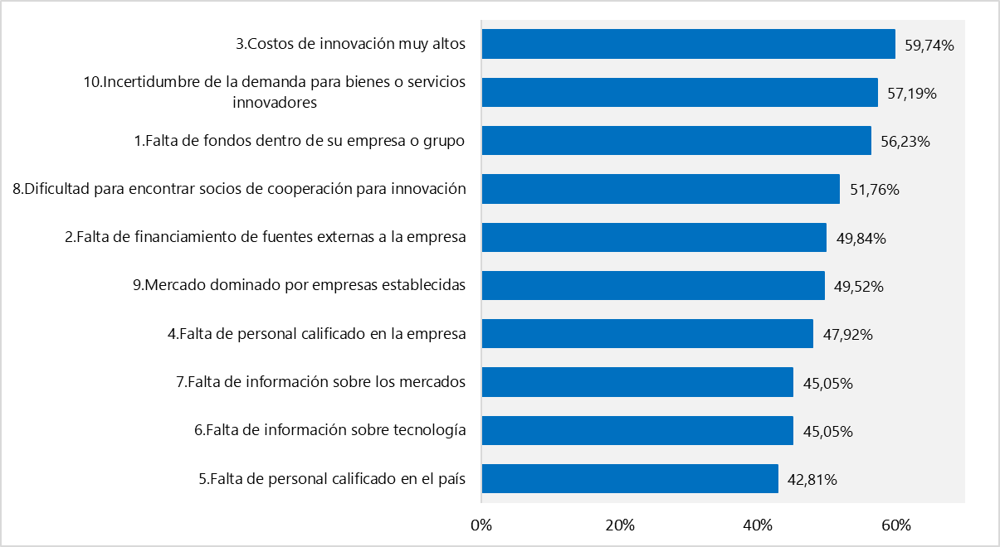 3.Costos de innovación muy altos
59,74%
10.Incertidumbre de la demanda para bienes o servicios
innovadores
57,19%
1.Falta de fondos dentro de su empresa o grupo
56,23%
8.Dificultad para encontrar socios de cooperación para innovación
51,76%
2.Falta de financiamiento de fuentes externas a la empresa
49,84%
9.Mercado dominado por empresas establecidas
49,52%
4.Falta de personal calificado en la empresa
47,92%
7.Falta de información sobre los mercados
45,05%
6.Falta de información sobre tecnología
45,05%
5.Falta de personal calificado en el país
42,81%
0% 20% 40% 60%